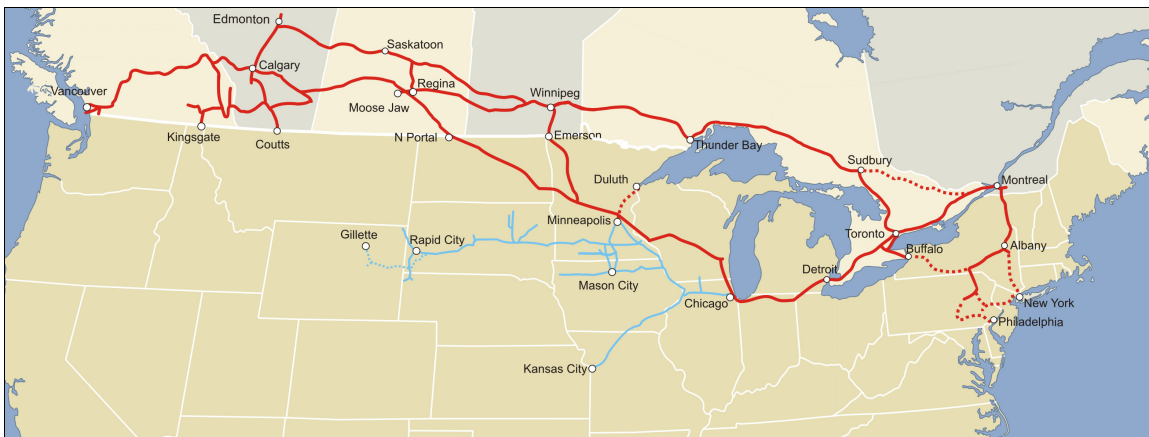 Edmonton
Saskatoon
Calgary
Regina
Vancouver
Winnipeg
Moose Jaw
Kingsgate
Coutts
N Portal
Emerson
Thunder Bay
Sudbury
Duluth
Montreal
Minneapolis
Toronto
Gillette
Rapid City
Buffalo
Albany
Detroit
Mason City
Chicago
New York
Philadelphia
Kansas City